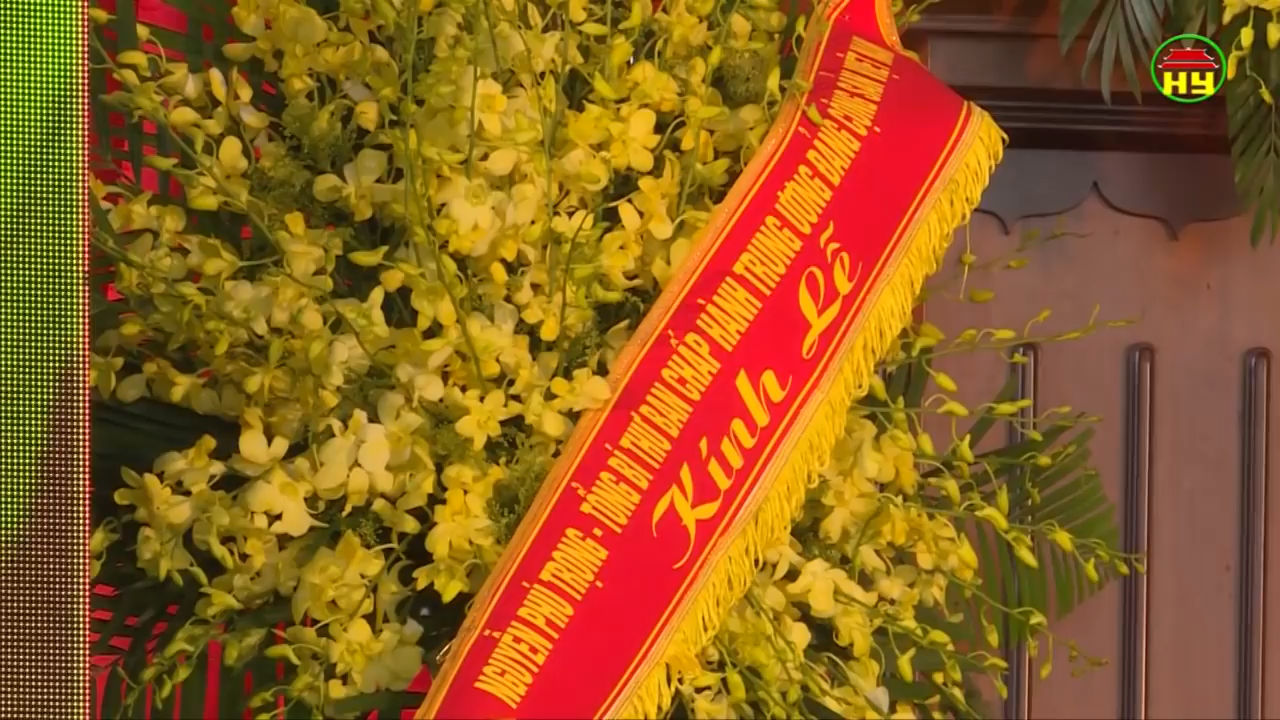 HY
NGUYỄN PHÚ TRỌNG - TỔNG BÍ THƯ BAN CHẤP HÀNH TRUNG ƯƠNG ĐẢNG CỘNG SẢN VIỆT N
Kính Lễ